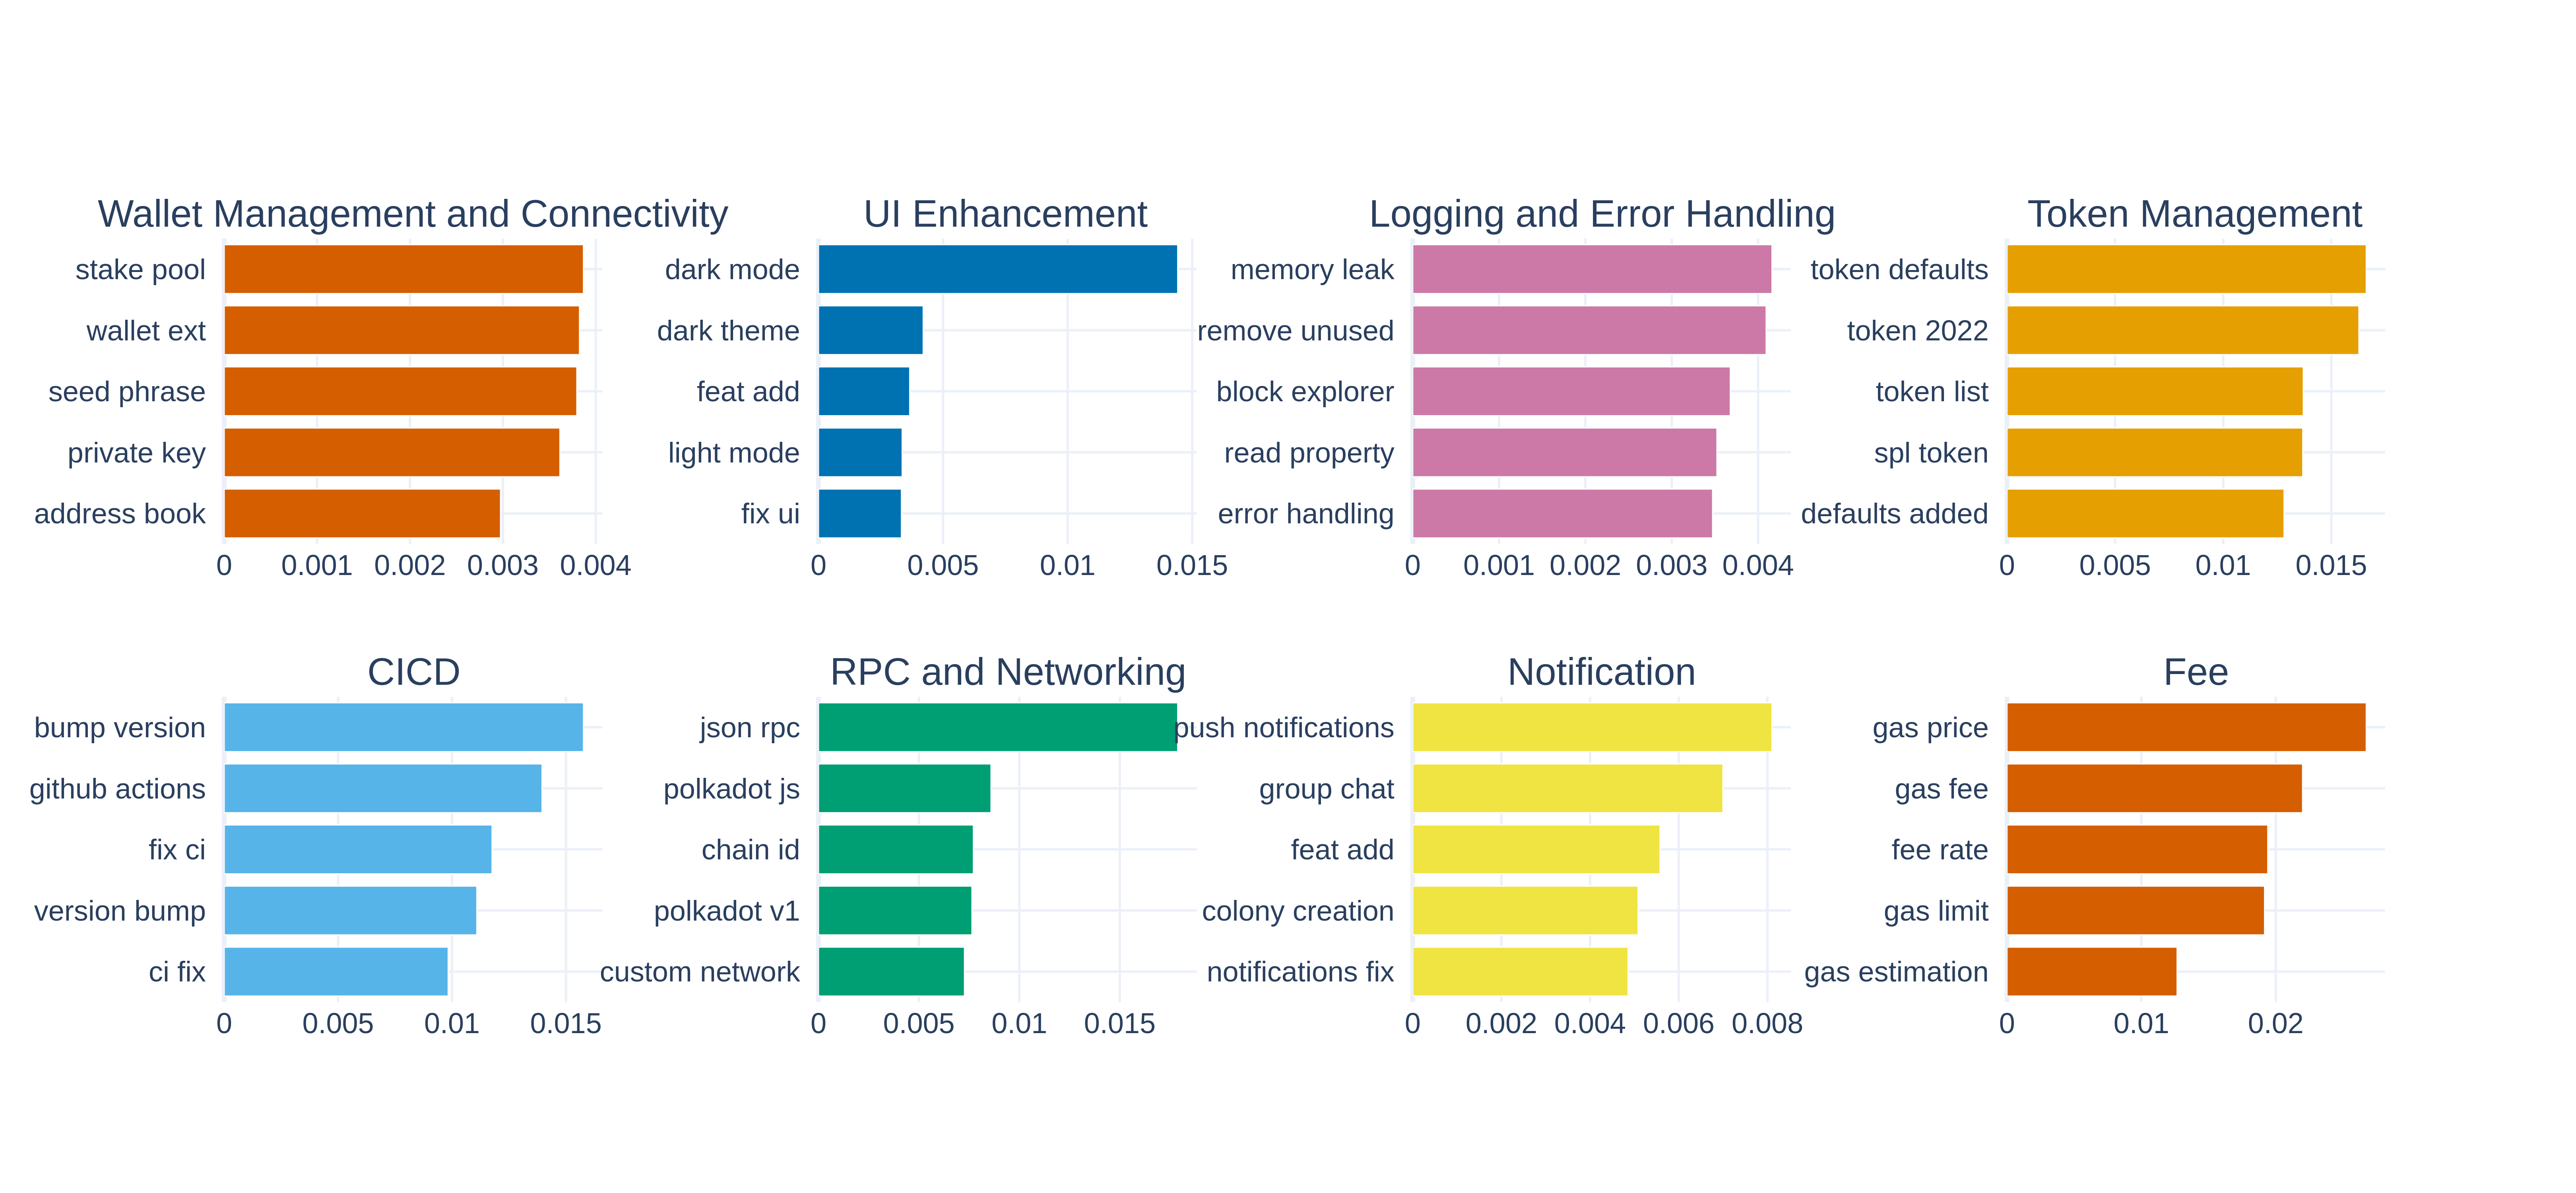 Wallet Management and Connectivity
stake pool
wallet ext
seed phrase
private key
address book
0 0.001 0.002 0.003 0.004
UI Enhancement
dark mode
dark theme
feat add
light mode
fix ui
0 0.005 0.01 0.015
Logging and Error Handling
memory leak
remove unused
block explorer
read property
error handling
0 0.001 0.002 0.003 0.004
Token Management
token defaults
token 2022
token list
spl token
defaults added
0 0.005 0.01 0.015
CICD
bump version
github actions
fix ci
version bump
ci fix
0 0.005 0.01 0.015
RPC and Networking
json rpc
polkadot js
chain id
polkadot v1
custom network
0 0.005 0.01 0.015
Notification
push notifications
group chat
feat add
colony creation
notifications fix
0 0.002 0.004 0.006 0.008
Fee
gas price
gas fee
fee rate
gas limit
gas estimation
0 0.01 0.02